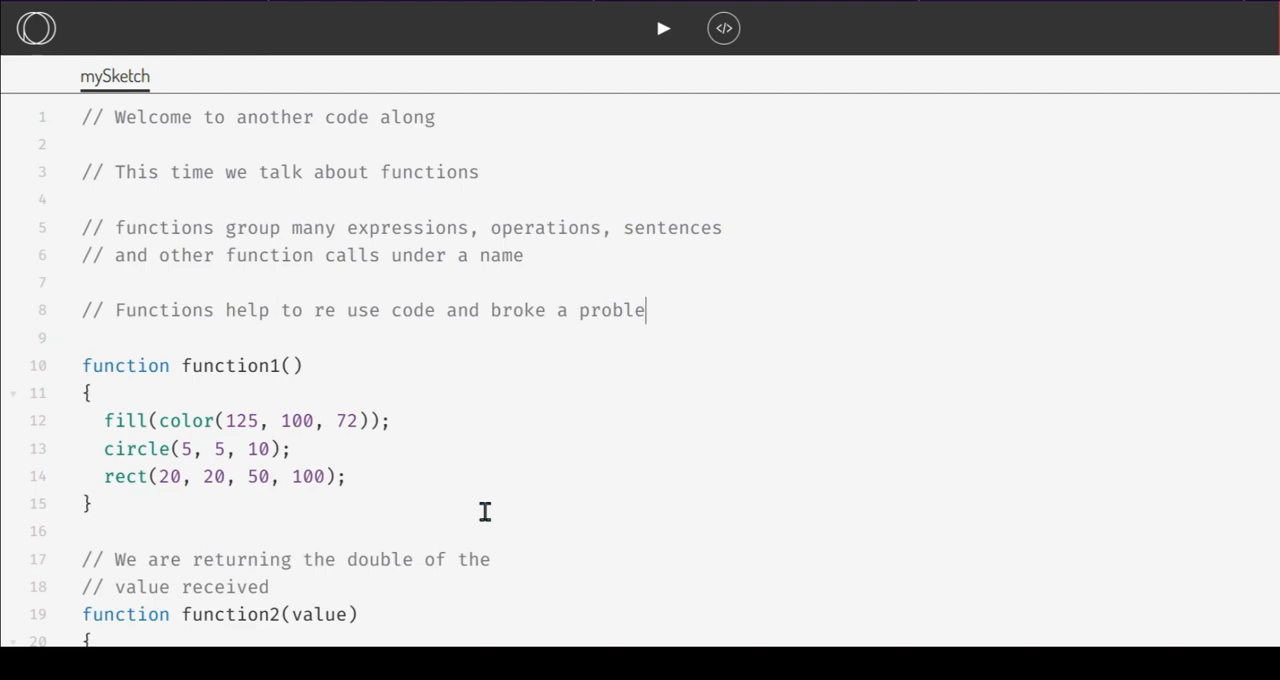 </>
mySketch
1 // Welcome to another code along
2
3 // This time we talk about functions
4
5 // functions group many expressions, operations, sentences
6 // and other function calls under a name
7
8 // Functions help to re use code and broke a proble
9
10 function function1()
11 {
12 fill(color(125, 100, 72));
13 circle(5, 5, 10);
14 rect(20, 20, 50, 100);
15 }
16
17 // We are returning the double of the
18 // value received
19 function function2(value)
20 {